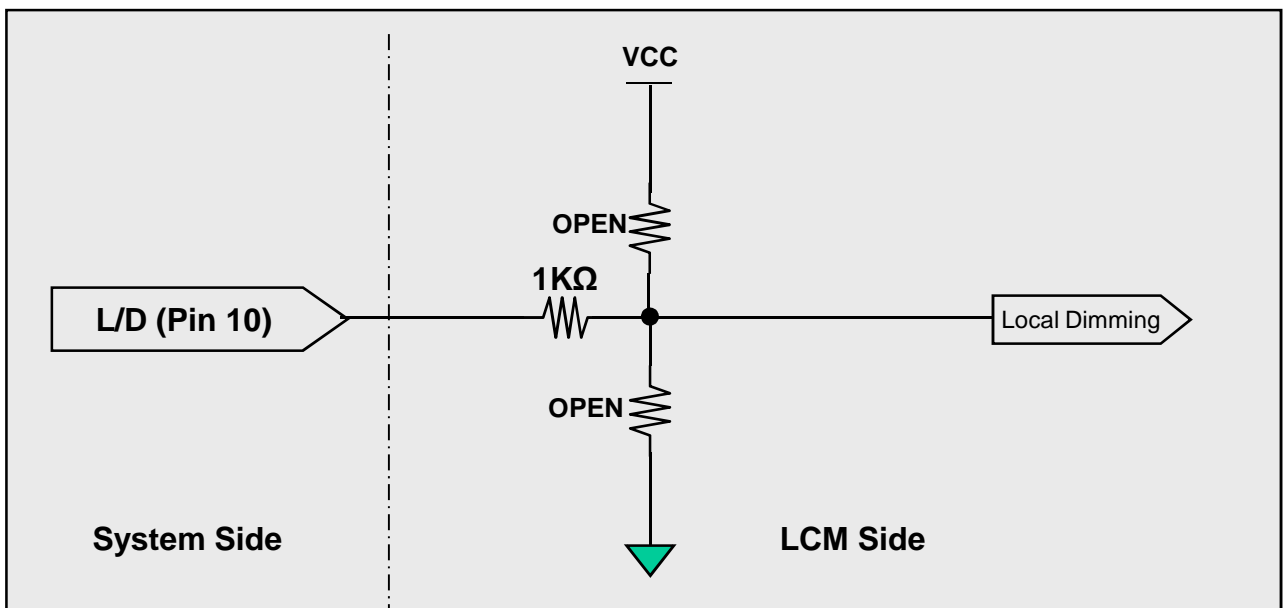 VCC
OPEN
1KΩ
L/D (Pin 10)
Local Dimming
OPEN
System Side
LCM Side